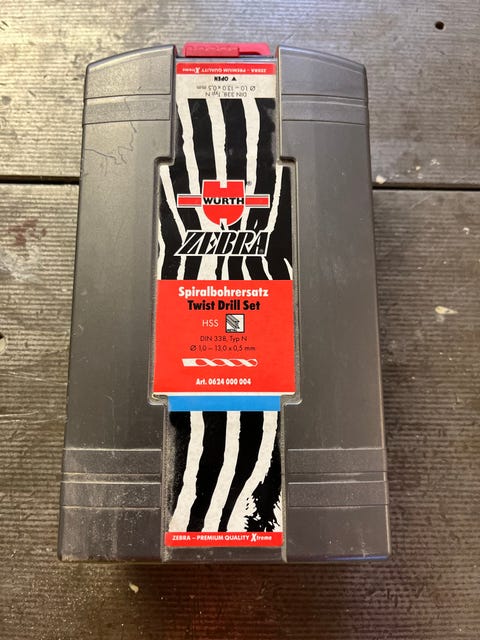 ZEBRA – PREMIUM QUALITY Xtreme
▼ OPEN
DIN 338, Typ N
Ø 1,0 – 13,0 x 0,5 mm
WÜRTH
ZEBRA
Spiralbohrersatz
Twist Drill Set
HSS
DIN 338, Typ N
Ø 1,0 – 13,0 x 0,5 mm
Art. 0624 000 004
ZEBRA – PREMIUM QUALITY Xtreme